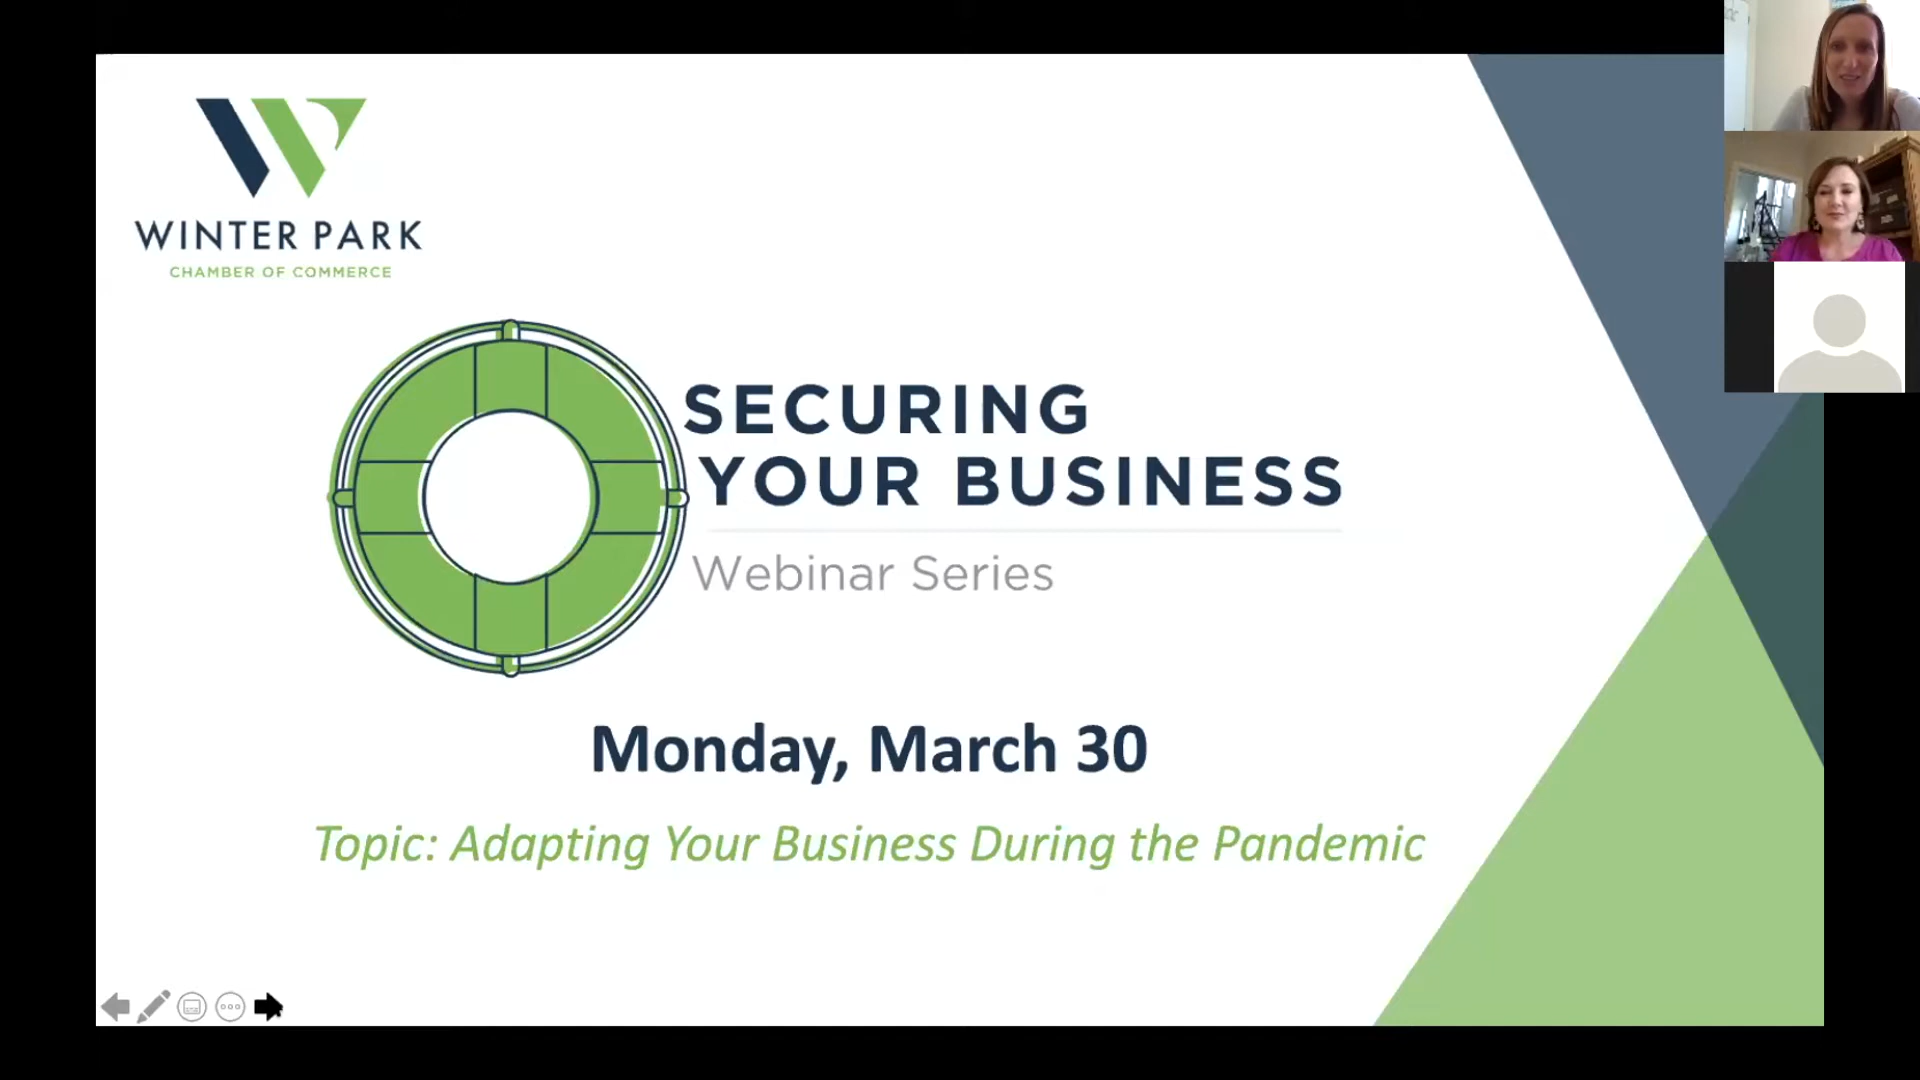 WINTER PARK
CHAMBER OF COMMERCE
SECURING
YOUR BUSINESS
Webinar Series
Monday, March 30
Topic: Adapting Your Business During the Pandemic